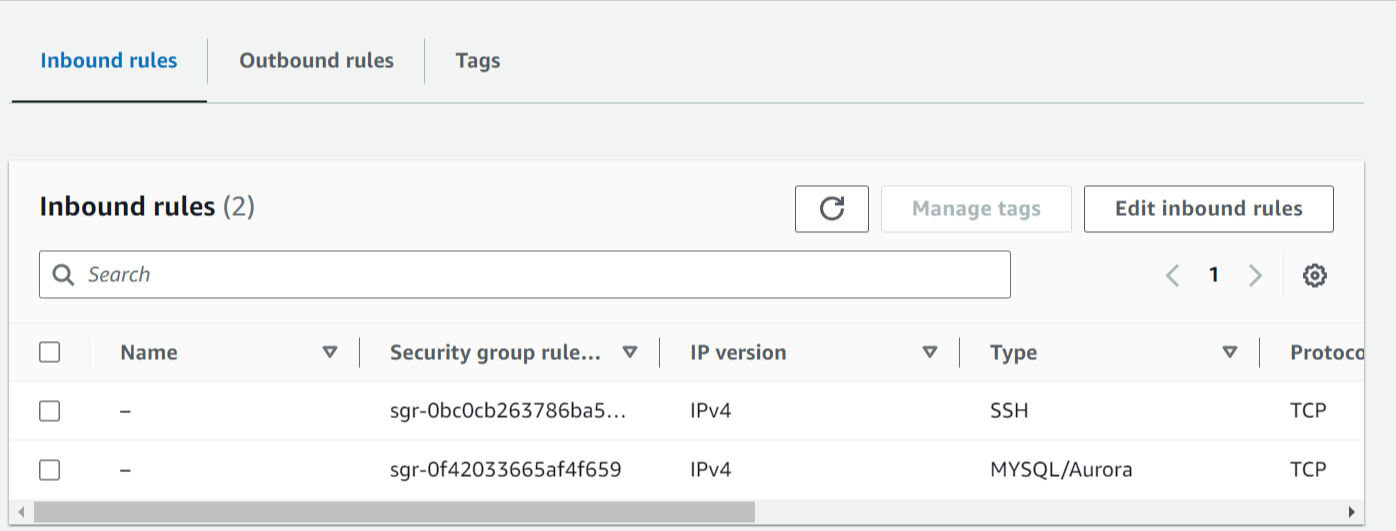 Inbound rules Outbound rules Tags
Inbound rules (2) Manage tags Edit inbound rules
Search 1
Name Security group rule... IP version Type Protoco
– sgr-0bc0cb263786ba5... IPv4 SSH TCP
– sgr-0f42033665af4f659 IPv4 MYSQL/Aurora TCP